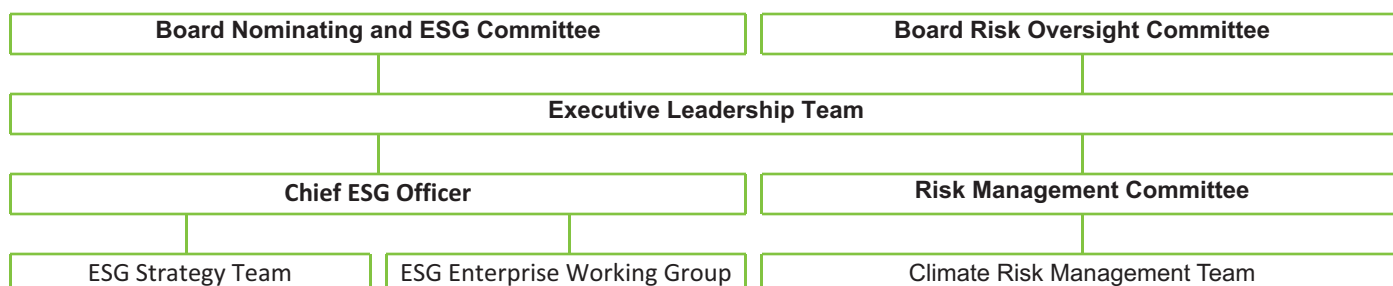 Board Nominating and ESG Committee
Board Risk Oversight Committee
Executive Leadership Team
Chief ESG Officer
Risk Management Committee
ESG Strategy Team
ESG Enterprise Working Group
Climate Risk Management Team